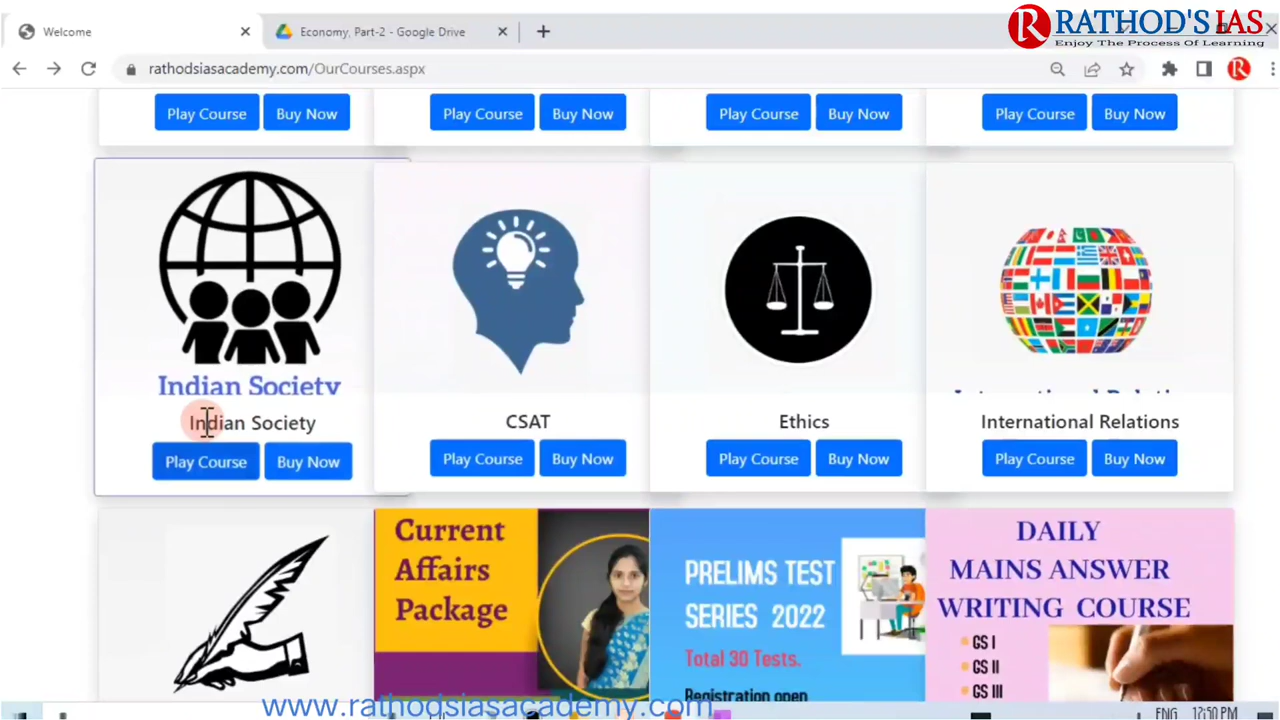 Welcome
Economy, Part-2 - Google Drive
RATHOD'S IAS
Enjoy The Process Of Learning
rathodsiasacademy.com/OurCourses.aspx
R
Play Course Buy Now
Play Course Buy Now
Play Course Buy Now
Play Course Buy Now
Indian Society
Indian Society
Play Course Buy Now
CSAT
Play Course Buy Now
Ethics
Play Course Buy Now
International Relations
Play Course Buy Now
Current
Affairs
Package
PRELIMS TEST
SERIES 2022
Total 30 Tests.
Registration open
DAILY
MAINS ANSWER
WRITING COURSE
GS I
GS II
GS III
www.rathodsiasacademy.com
ENG 12:50 PM